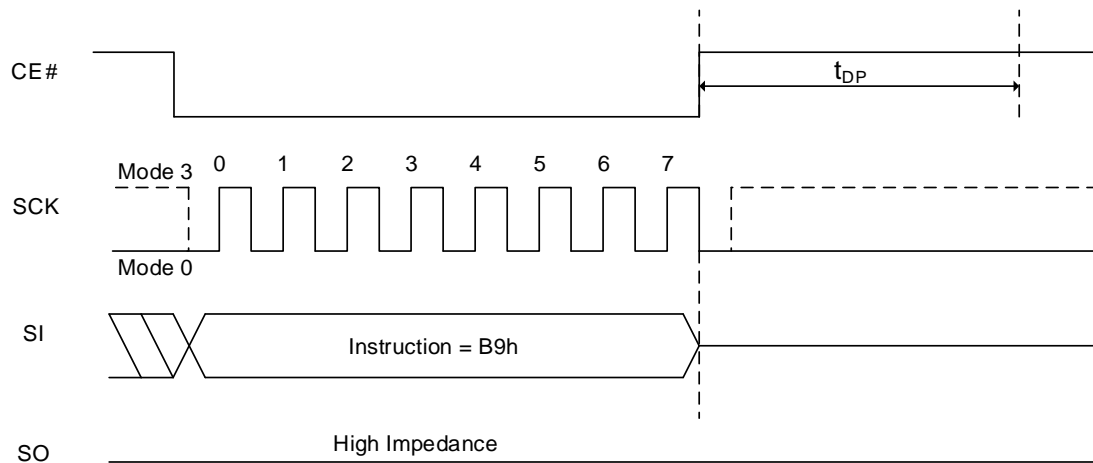 CE#
tDP
Mode 3
0 1 2 3 4 5 6 7
SCK
Mode 0
SI
Instruction = B9h
High Impedance
SO